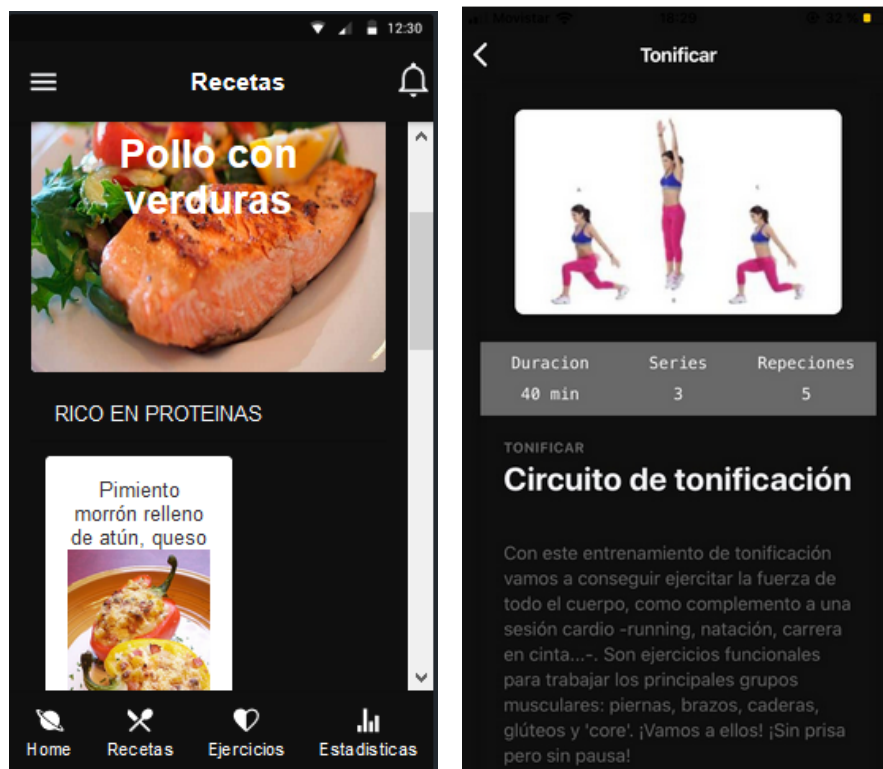 12:30
Recetas
Pollo con
verduras
RICO EN PROTEINAS
Pimiento
morrón relleno
de atún, queso
Home Recetas Ejercicios Estadisticas
Movistar 18:29 32 %
Tonificar
Duracion Series Repeciones
40 min 3 5
TONIFICAR
Circuito de tonificación
Con este entrenamiento de tonificación
vamos a conseguir ejercitar la fuerza de
todo el cuerpo, como complemento a una
sesión cardio -running, natación, carrera
en cinta...-. Son ejercicios funcionales
para trabajar los principales grupos
musculares: piernas, brazos, caderas,
glúteos y 'core'. ¡Vamos a ellos! ¡Sin prisa
pero sin pausa!